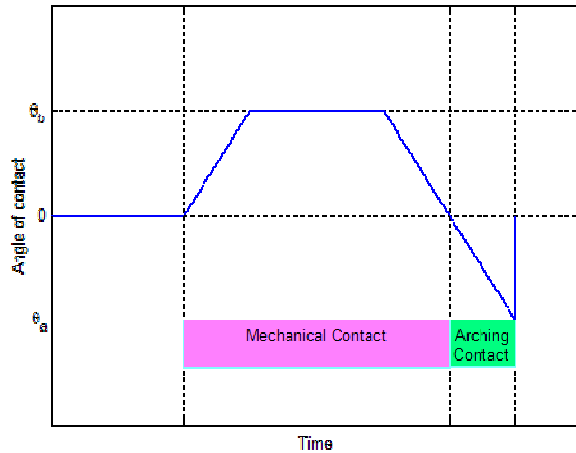 θb
Angle of contact
0
θa
Mechanical Contact
Arching
Contact
Time